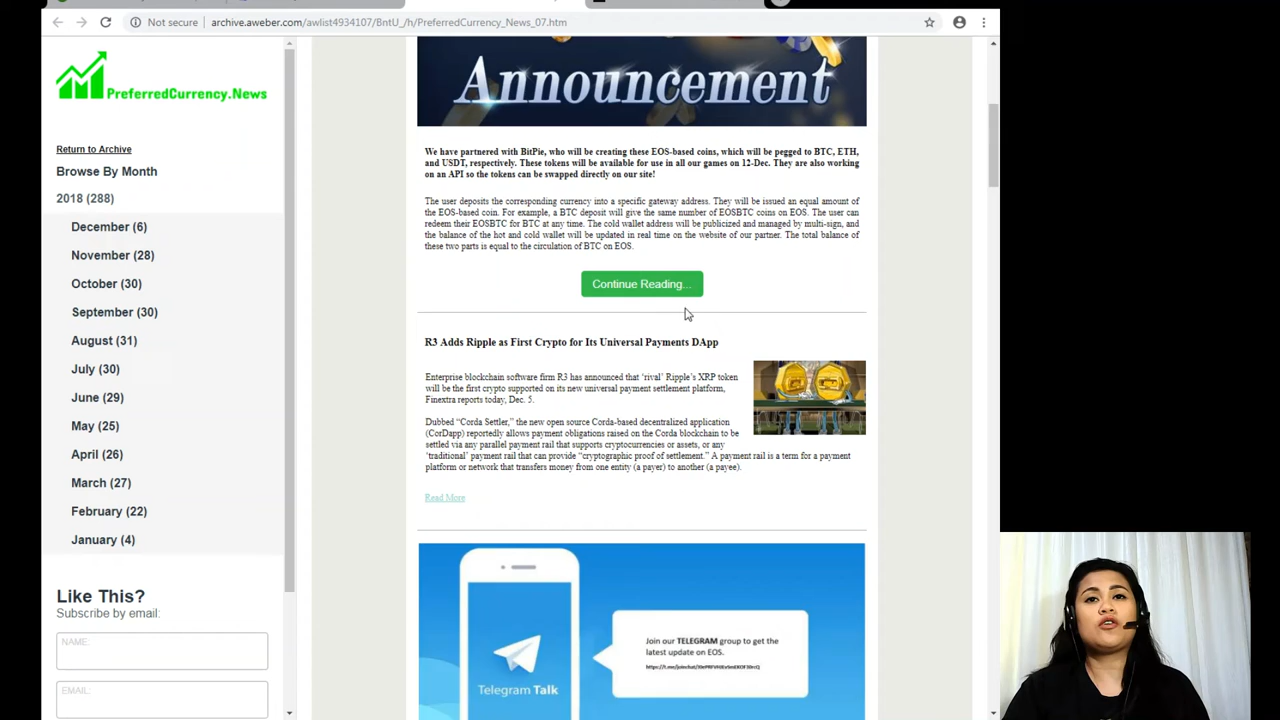 Not secure
archive.aweber.com/awlist4934107/8ntU_/h/PreferredCurrency_News_07.htm
PreferredCurrency.News
Return to Archive
Browse By Month
2018 (288)
December (6)
November (28)
October (30)
September (30)
August (31)
July (30)
June (29)
May (25)
April (26)
March (27)
February (22)
January (4)
Like This?
Subscribe by email:
NAME:
EMAIL:
Announcement
We have partnered with BitPie, who will be creating these EOS-based coins, which will be pegged to BTC, ETH,
and USDT, respectively. These tokens will be available for use in all our games on 12-Dec. They are also working
on an API so the tokens can be swapped directly on our site!
The user deposits the corresponding currency into a specific gateway address. They will be issued an equal amount of
the EOS-based coin. For example, a BTC deposit will give the same number of EOSBTC coins on EOS. The user can
redeem their EOSBTC for BTC at any time. The cold wallet address will be publicized and managed by multi-sign, and
the balance of the hot and cold wallet will be updated in real time on the website of our partner. The total balance of
these two parts is equal to the circulation of BTC on EOS.
Continue Reading...
R3 Adds Ripple as First Crypto for Its Universal Payments DApp
Enterprise blockchain software firm R3 has announced that ‘rival’ Ripple’s XRP token
will be the first crypto supported on its new universal payment settlement platform,
Finextra reports today, Dec. 5.
Dubbed “Corda Settler,” the new open source Corda-based decentralized application
(CorDapp) reportedly allows payment obligations raised on the Corda blockchain to be
settled via any parallel payment rail that supports cryptocurrencies or assets, or any
‘traditional’ payment rail that can provide “cryptographic proof of settlement.” A payment rail is a term for a payment
platform or network that transfers money from one entity (a payer) to another (a payee).
Read More
Telegram Talk
Join our TELEGRAM group to get the
latest update on EOS.